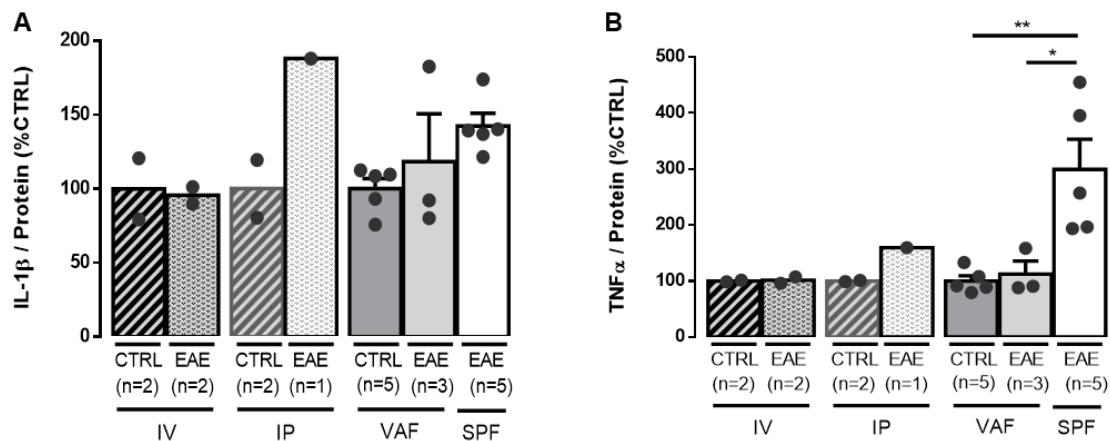 A
IL-1β / Protein (%CTRL)
200
150
100
50
0
CTRL EAE CTRL EAE CTRL EAE EAE
(n=2) (n=2) (n=2) (n=1) (n=5) (n=3) (n=5)
IV IP VAF SPF
B
TNFα / Protein (%CTRL)
500
400
300
200
100
0
** 
*
CTRL EAE CTRL EAE CTRL EAE EAE
(n=2) (n=2) (n=2) (n=1) (n=5) (n=3) (n=5)
IV IP VAF SPF